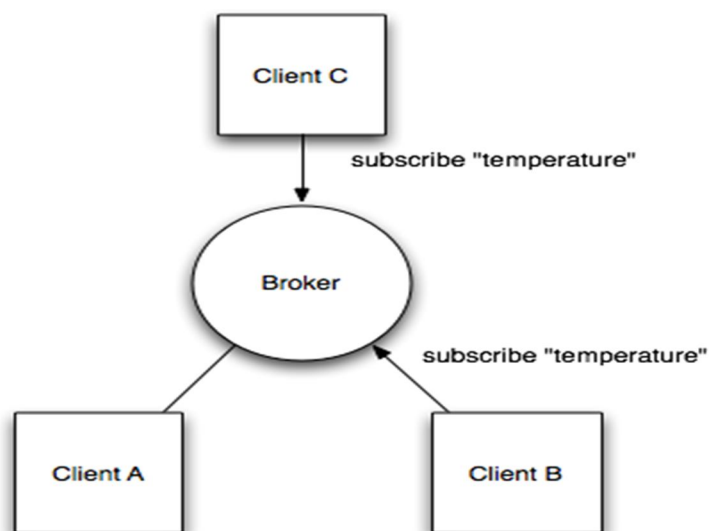 Client C
subscribe "temperature"
Broker
subscribe "temperature"
Client A
Client B